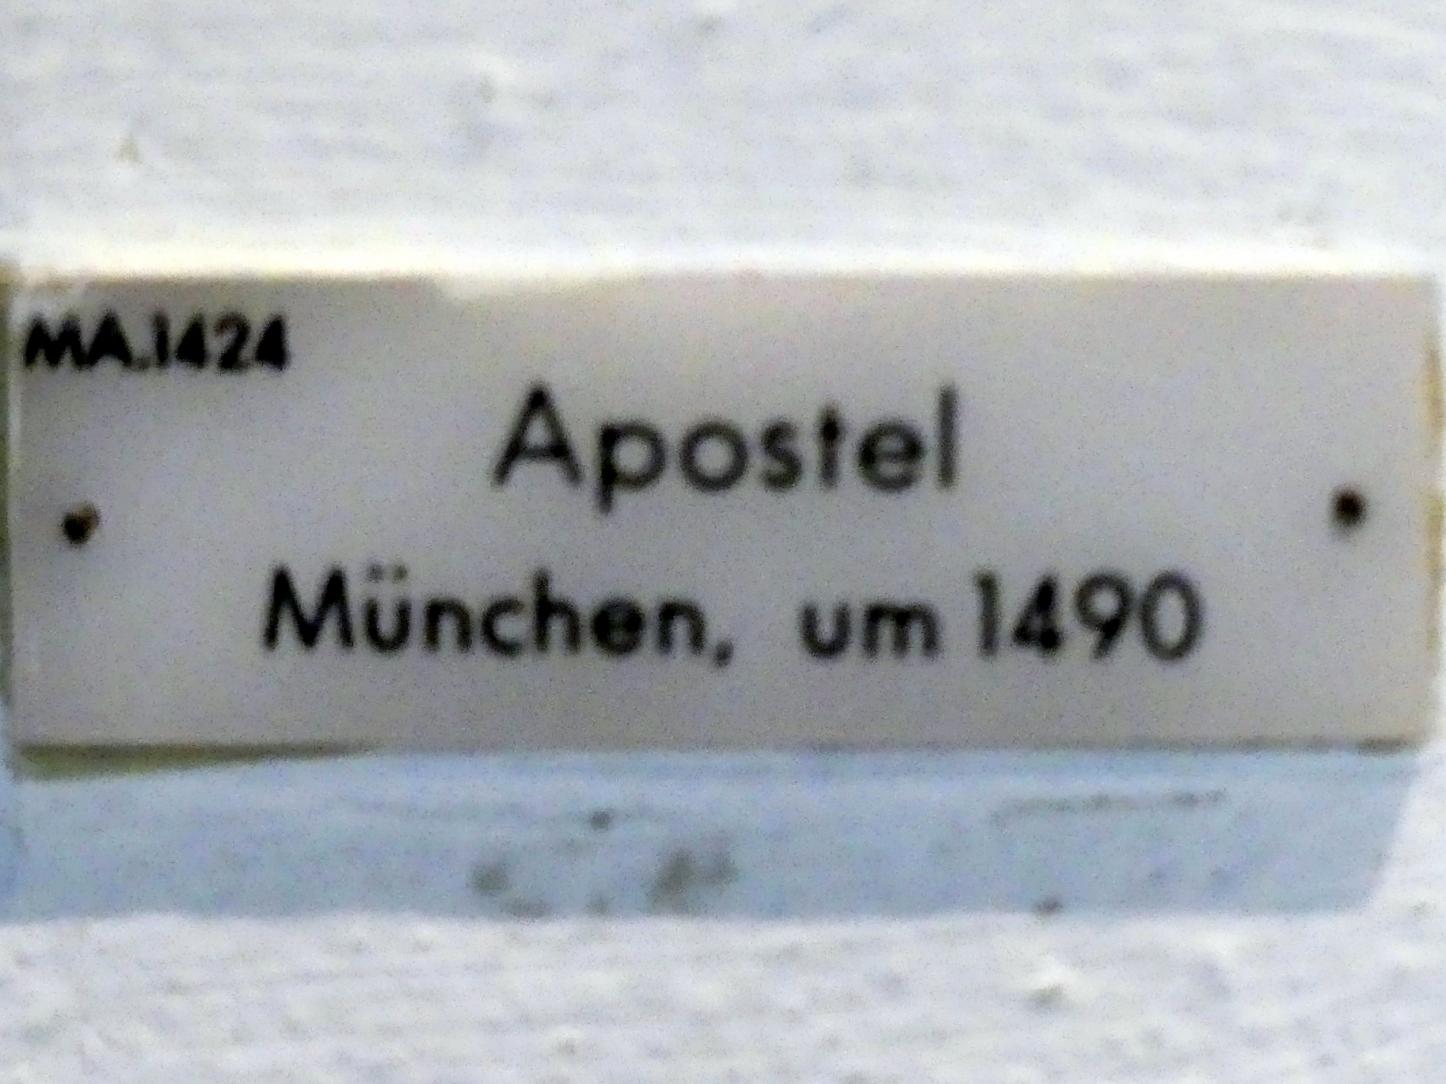 MA.1424
Apostel
München, um 1490